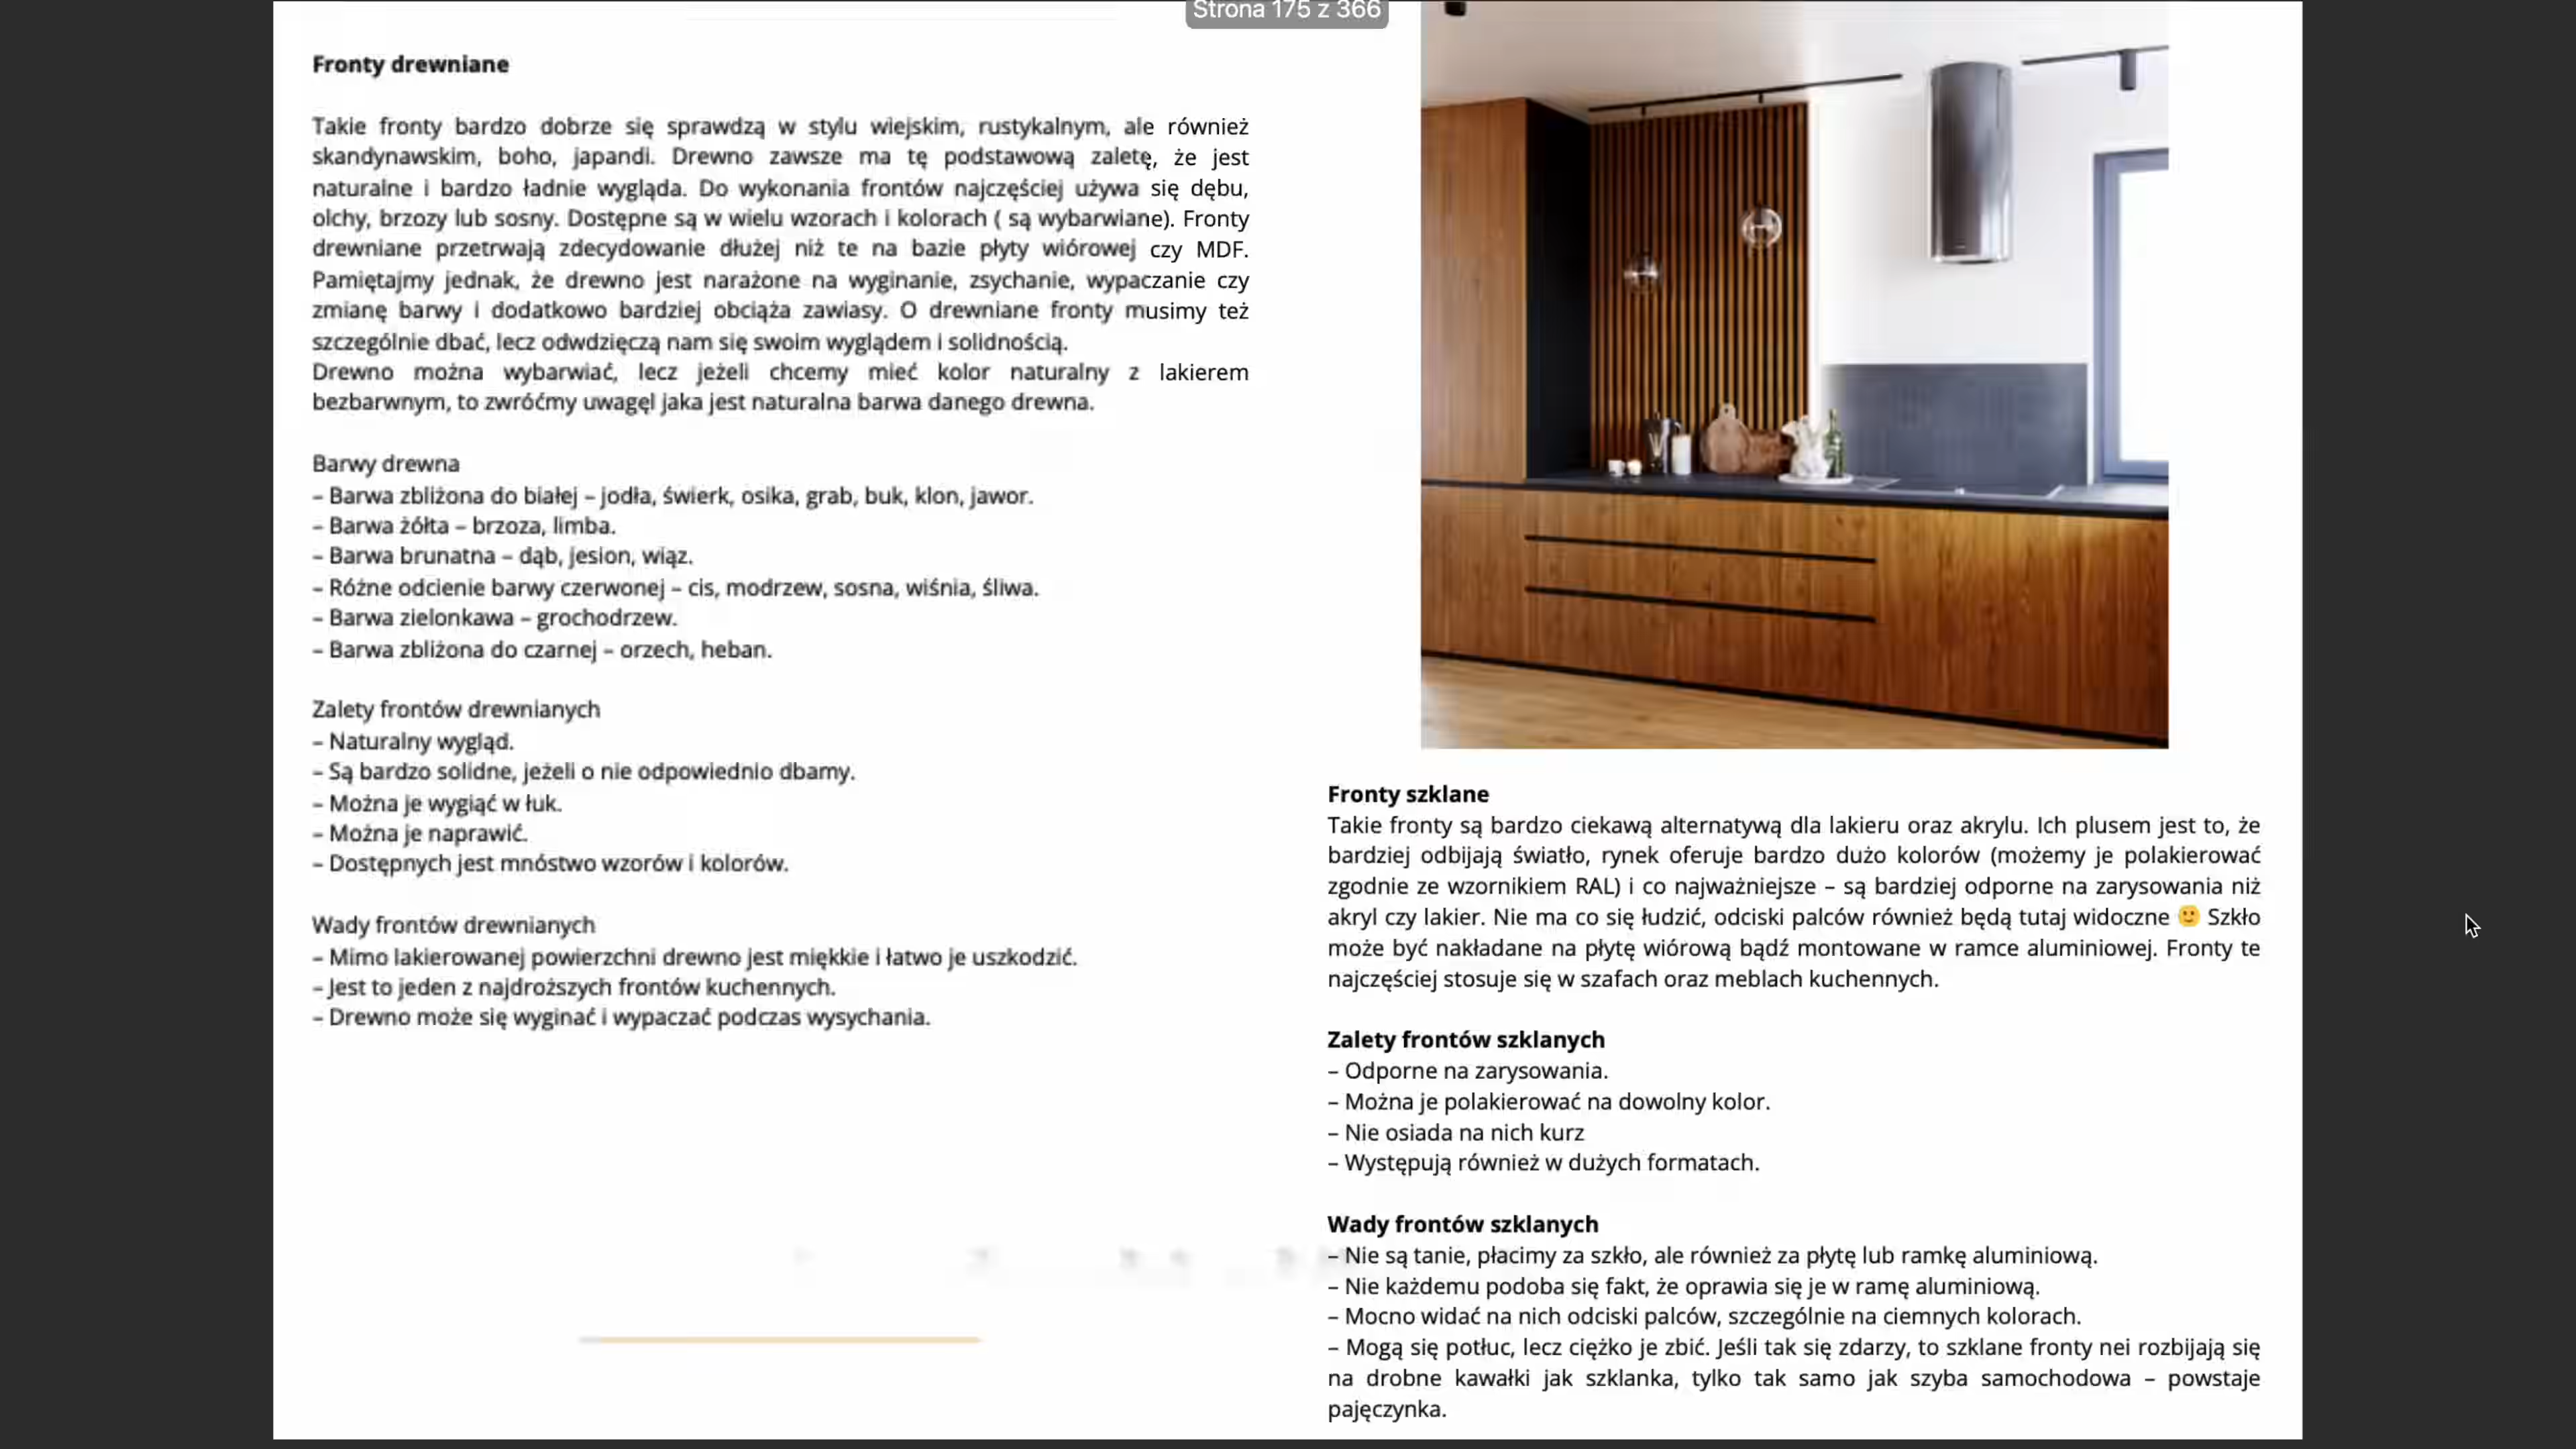 Strona 175 z 366
Fronty drewniane
Takie fronty bardzo dobrze się sprawdzą w stylu wiejskim, rustykalnym, ale również
skandynawskim, boho, japandi. Drewno zawsze ma tę podstawową zaletę, że jest
naturalne i bardzo ładnie wygląda. Do wykonania frontów najczęściej używa się dębu,
olchy, brzozy lub sosny. Dostępne są w wielu wzorach i kolorach ( są wybarwiane). Fronty
drewniane przetrwają zdecydowanie dłużej niż te na bazie płyty wiórowej czy MDF.
Pamiętajmy jednak, że drewno jest narażone na wyginanie, zsychanie, wypaczanie czy
zmianę barwy i dodatkowo bardziej obciąża zawiasy. O drewniane fronty musimy też
szczególnie dbać, lecz odwdzięczą nam się swoim wyglądem i solidnością.
Drewno można wybarwiać, lecz jeżeli chcemy mieć kolor naturalny z lakierem
bezbarwnym, to zwróćmy uwagęl jaka jest naturalna barwa danego drewna.
Barwy drewna
– Barwa zbliżona do białej – jodła, świerk, osika, grab, buk, klon, jawor.
– Barwa żółta – brzoza, limba.
– Barwa brunatna – dąb, jesion, wiąz.
– Różne odcienie barwy czerwonej – cis, modrzew, sosna, wiśnia, śliwa.
– Barwa zielonkawa – grochodrzew.
– Barwa zbliżona do czarnej – orzech, heban.
Zalety frontów drewnianych
– Naturalny wygląd.
– Są bardzo solidne, jeżeli o nie odpowiednio dbamy.
– Można je wygiąć w łuk.
– Można je naprawić.
– Dostępnych jest mnóstwo wzorów i kolorów.
Wady frontów drewnianych
– Mimo lakierowanej powierzchni drewno jest miękkie i łatwo je uszkodzić.
– Jest to jeden z najdroższych frontów kuchennych.
– Drewno może się wyginać i wypaczać podczas wysychania.
Fronty szklane
Takie fronty są bardzo ciekawą alternatywą dla lakieru oraz akrylu. Ich plusem jest to, że
bardziej odbijają światło, rynek oferuje bardzo dużo kolorów (możemy je polakierować
zgodnie ze wzornikiem RAL) i co najważniejsze – są bardziej odporne na zarysowania niż
akryl czy lakier. Nie ma co się łudzić, odciski palców również będą tutaj widoczne 🙂 Szkło
może być nakładane na płytę wiórową bądź montowane w ramce aluminiowej. Fronty te
najczęściej stosuje się w szafach oraz meblach kuchennych.
Zalety frontów szklanych
– Odporne na zarysowania.
– Można je polakierować na dowolny kolor.
– Nie osiada na nich kurz
– Występują również w dużych formatach.
Wady frontów szklanych
– Nie są tanie, płacimy za szkło, ale również za płytę lub ramkę aluminiową.
– Nie każdemu podoba się fakt, że oprawia się je w ramę aluminiową.
– Mocno widać na nich odciski palców, szczególnie na ciemnych kolorach.
– Mogą się potłuc, lecz ciężko je zbić. Jeśli tak się zdarzy, to szklane fronty nei rozbijają się
na drobne kawałki jak szklanka, tylko tak samo jak szyba samochodowa – powstaje
pajęczynka.